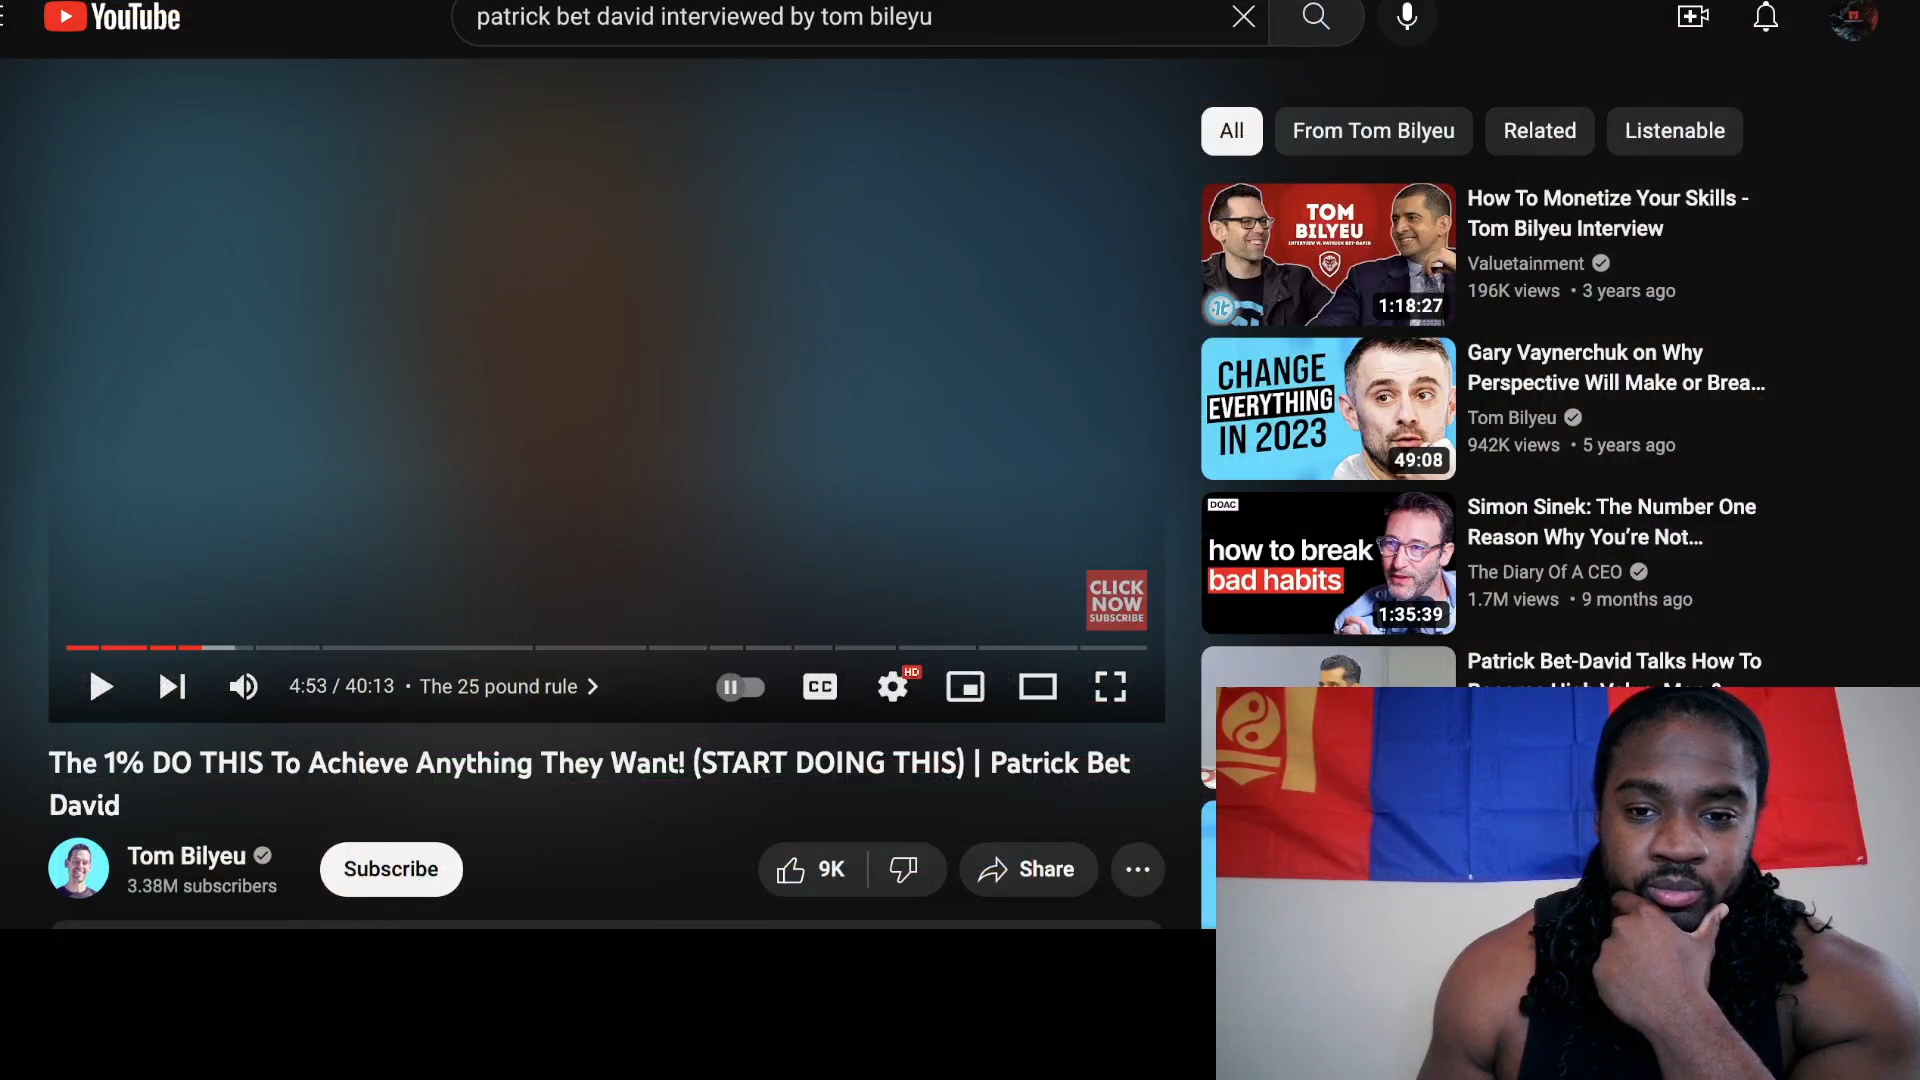 YouTube
patrick bet david interviewed by tom bileyu
All
From Tom Bilyeu
Related
Listenable
TOM
BILYEU
INTERVIEW W. PATRICK BET-DAVID
1:18:27
How To Monetize Your Skills -
Tom Bilyeu Interview
Valuetainment
196K views • 3 years ago
CHANGE
EVERYTHING
IN 2023
49:08
Gary Vaynerchuk on Why
Perspective Will Make or Brea...
Tom Bilyeu
942K views • 5 years ago
DOAC
how to break
bad habits
1:35:39
Simon Sinek: The Number One
Reason Why You’re Not...
The Diary Of A CEO
1.7M views • 9 months ago
Patrick Bet-David Talks How To
CLICK
NOW
SUBSCRIBE
4:53 / 40:13 • The 25 pound rule
CC
HD
The 1% DO THIS To Achieve Anything They Want! (START DOING THIS) | Patrick Bet
David
Tom Bilyeu
3.38M subscribers
Subscribe
9K
Share